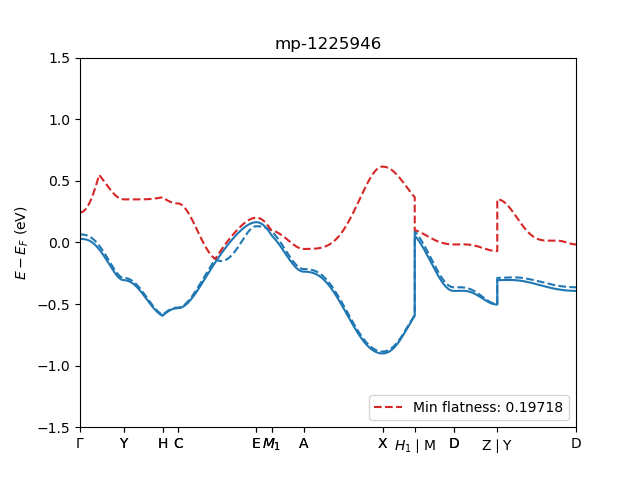 mp-1225946
1.5
1.0
0.5
0.0
−0.5
−1.0
−1.5
E − E_F (eV)
Min flatness: 0.19718
Γ Y H C E M_1 A X H_1 | M D Z | Y D